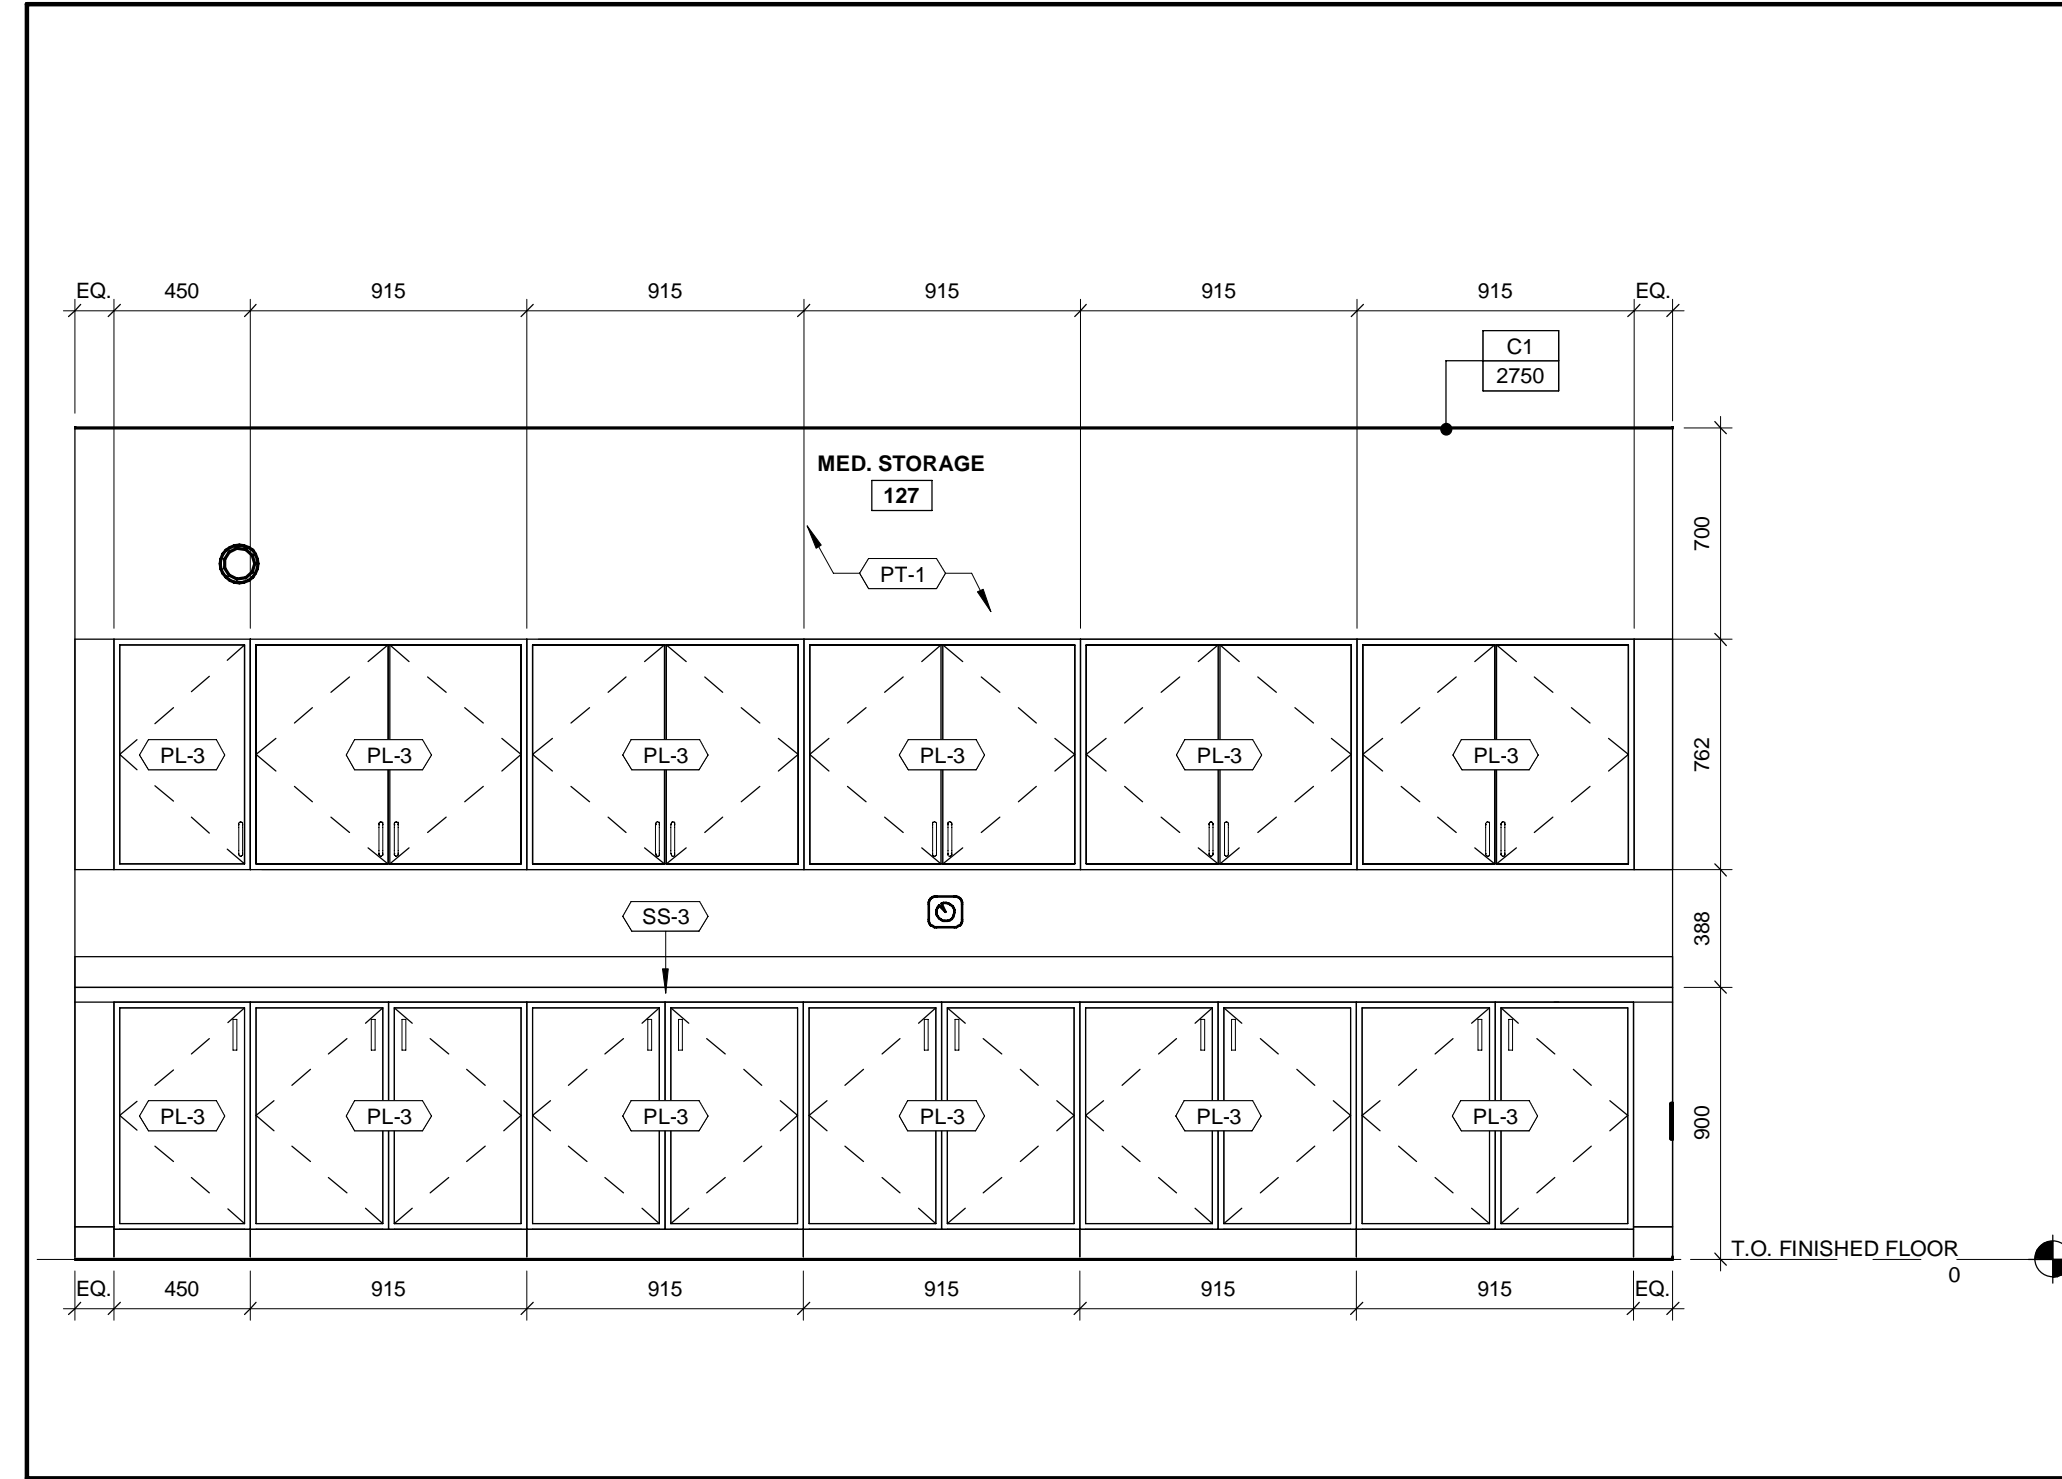 EQ. 450 915 915 915 915 915 EQ.
C1
2750
MED. STORAGE
127
PT-1
700
PL-3 PL-3 PL-3 PL-3 PL-3 PL-3
762
SS-3
388
PL-3 PL-3 PL-3 PL-3 PL-3 PL-3
900
T.O. FINISHED FLOOR
0
EQ. 450 915 915 915 915 915 EQ.